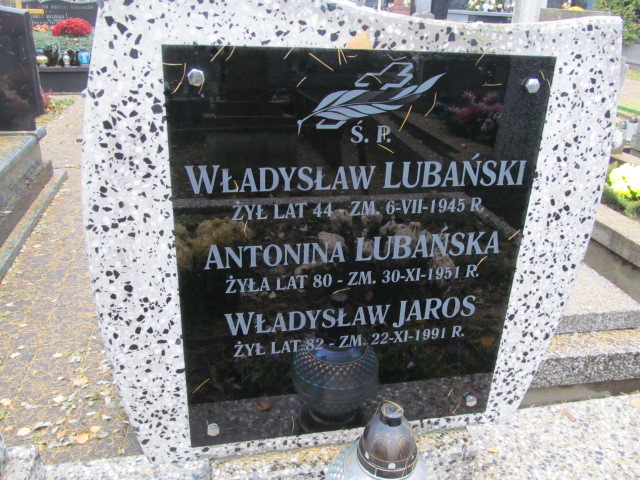 Ś. P.
WŁADYSŁAW LUBAŃSKI
ŻYŁ LAT 44 - ZM. 6-VII-1945 R
ANTONINA LUBAŃSKA
ŻYŁA LAT 80 - ZM. 30-XI-1951 R.
WŁADYSŁAW JAROS
ŻYŁ LAT 82 - ZM. 22-XI-1991 R.